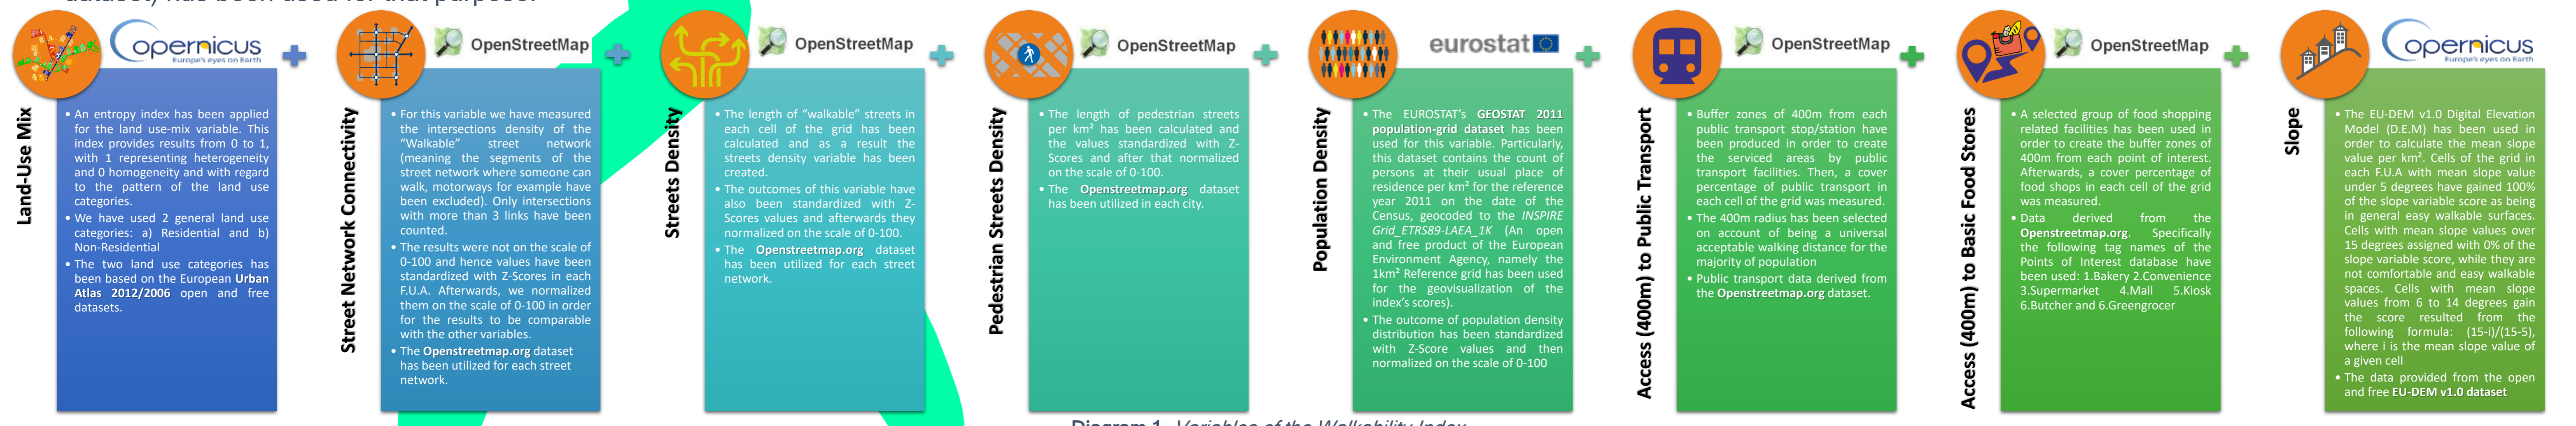 dataset) has been used for that purpose.
opernicus
Europe's eyes on Earth
Land-Use Mix
• An entropy index has been applied
for the land use-mix variable. This
index provides results from 0 to 1,
with 1 representing heterogeneity
and 0 homogeneity and with regard
to the pattern of the land use
categories.
• We have used 2 general land use
categories: a) Residential and b)
Non-Residential
• The two land use categories has
been based on the European Urban
Atlas 2012/2006 open and free
datasets.
OpenStreetMap
Street Network Connectivity
• For this variable we have measured
the intersections density of the
"Walkable" street network
(meaning the segments of the
street network where someone can
walk, motorways for example have
been excluded). Only intersections
with more than 3 links have been
counted.
• The results were not on the scale of
0-100 and hence values have been
standardized with Z-Scores in each
F.U.A. Afterwards, we normalized
them on the scale of 0-100 in order
for the results to be comparable
with the other variables.
• The Openstreetmap.org dataset
has been utilized for each street
network.
OpenStreetMap
Streets Density
• The length of "walkable" streets in
each cell of the grid has been
calculated and as a result the
streets density variable has been
created.
• The outcomes of this variable have
also been standardized with Z-
Scores values and afterwards they
normalized on the scale of 0-100.
• The Openstreetmap.org dataset
has been utilized for each street
network.
OpenStreetMap
Pedestrian Streets Density
• The length of pedestrian streets
per km² has been calculated and
the values standardized with Z-
Scores and after that normalized
on the scale of 0-100.
• The Openstreetmap.org dataset
has been utilized in each city.
eurostat
Population Density
• The EUROSTAT's GEOSTAT 2011
population-grid dataset has been
used for this variable. Particularly,
this dataset contains the count of
persons at their usual place of
residence per km² for the reference
year 2011 on the date of the
Census, geocoded to the INSPIRE
Grid_ETRS89-LAEA_1K (An open
and free product of the European
Environment Agency, namely the
1km² Reference grid has been used
for the geovisualization of the
index's scores).
• The outcome of population density
distribution has been standardized
with Z-Score values and then
normalized on the scale of 0-100
OpenStreetMap
Access (400m) to Public Transport
• Buffer zones of 400m from each
public transport stop/station have
been produced in order to create
the serviced areas by public
transport facilities. Then, a cover
percentage of public transport in
each cell of the grid was measured.
• The 400m radius has been selected
on account of being a universal
acceptable walking distance for the
majority of population
• Public transport data derived from
the Openstreetmap.org dataset.
OpenStreetMap
Access (400m) to Basic Food Stores
• A selected group of food shopping
related facilities has been used in
order to create the buffer zones of
400m from each point of interest.
Afterwards, a cover percentage of
food shops in each cell of the grid
was measured.
• Data derived from the
Openstreetmap.org. Specifically
the following tag names of the
Points of Interest database have
been used: 1.Bakery 2.Convenience
3.Supermarket 4.Mall 5.Kiosk
6.Butcher and 6.Greengrocer
opernicus
Europe's eyes on Earth
Slope
• The EU-DEM v1.0 Digital Elevation
Model (D.E.M) has been used in
order to calculate the mean slope
value per km². Cells of the grid in
each F.U.A with mean slope value
under 5 degrees have gained 100%
of the slope variable score as being
in general easy walkable surfaces.
Cells with mean slope values over
15 degrees assigned with 0% of the
slope variable score, while they are
not comfortable and easy walkable
spaces. Cells with mean slope
values from 6 to 14 degrees gain
the score resulted from the
following formula: (15-i)/(15-5),
where i is the mean slope value of
a given cell
• The data provided from the open
and free EU-DEM v1.0 dataset
Diagram 1. Variables of the Walkability Index